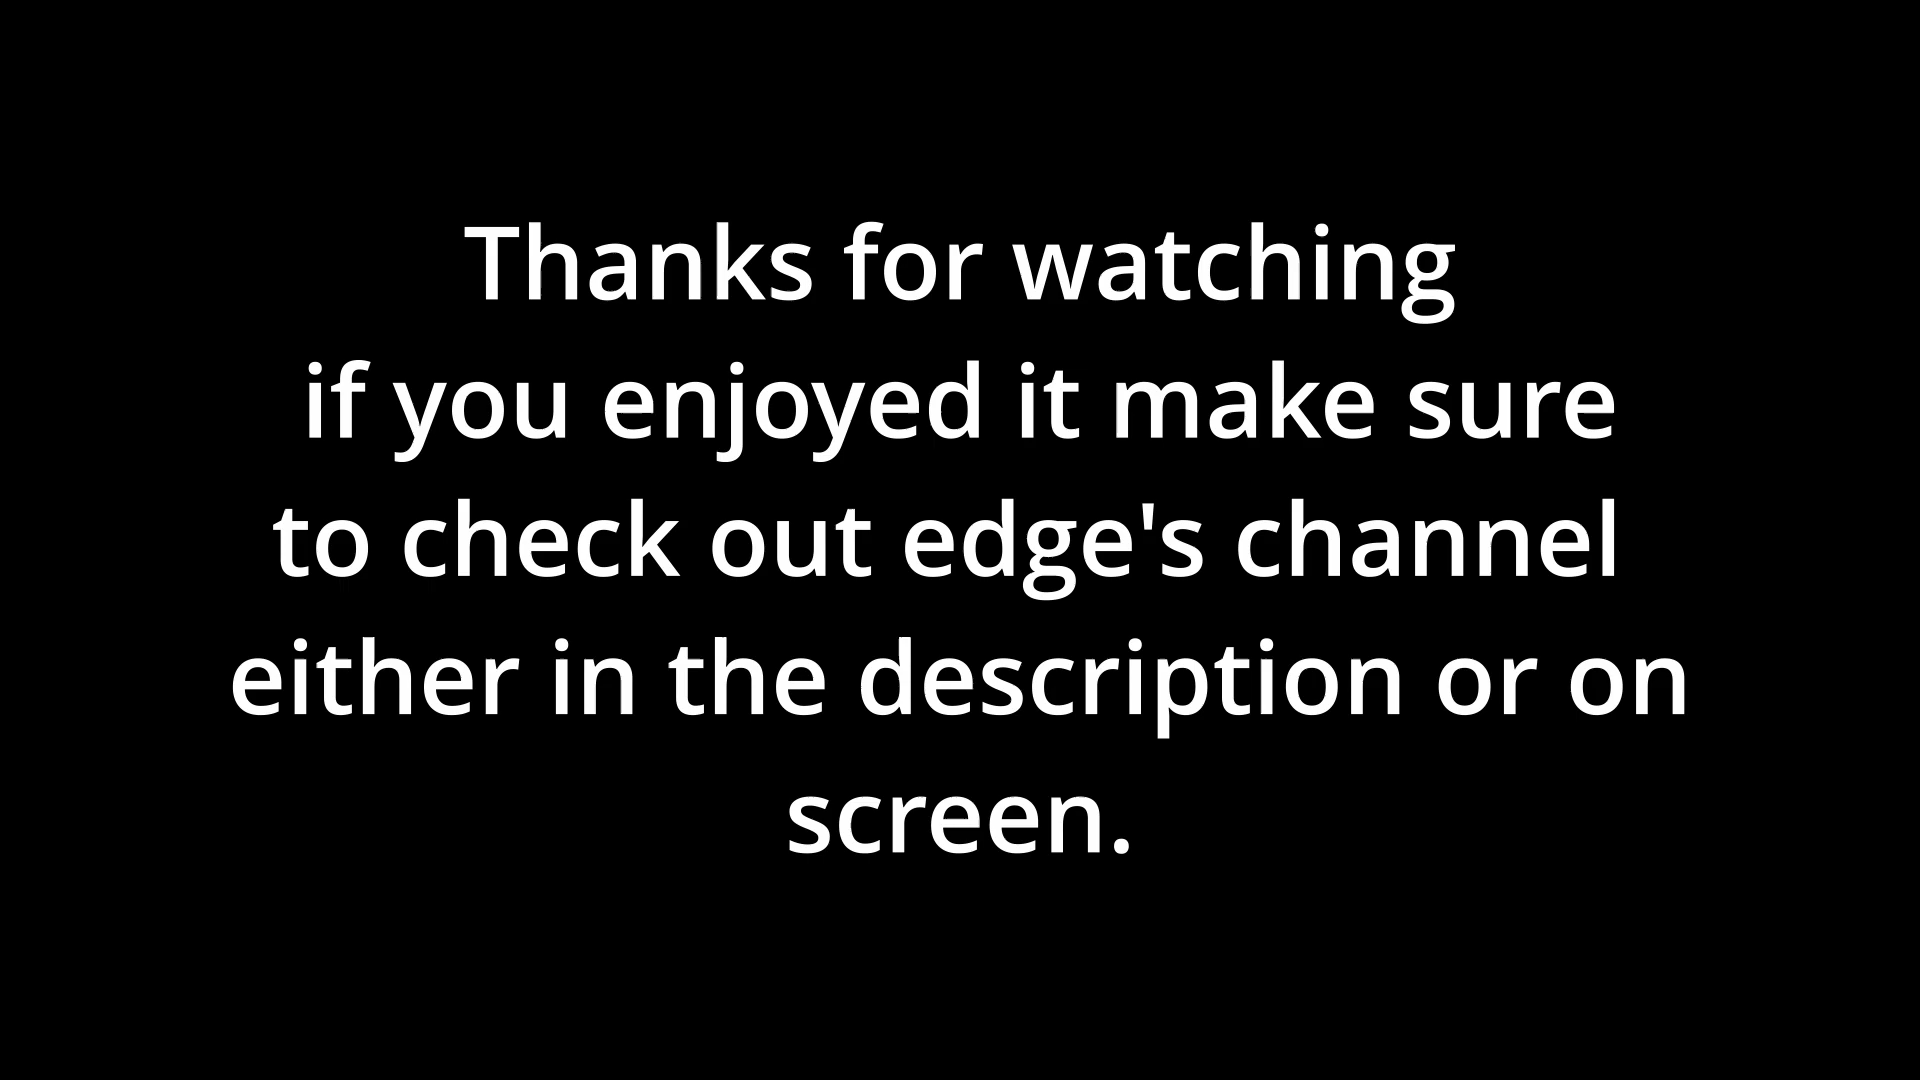 Thanks for watching
if you enjoyed it make sure
to check out edge's channel
either in the description or on
screen.